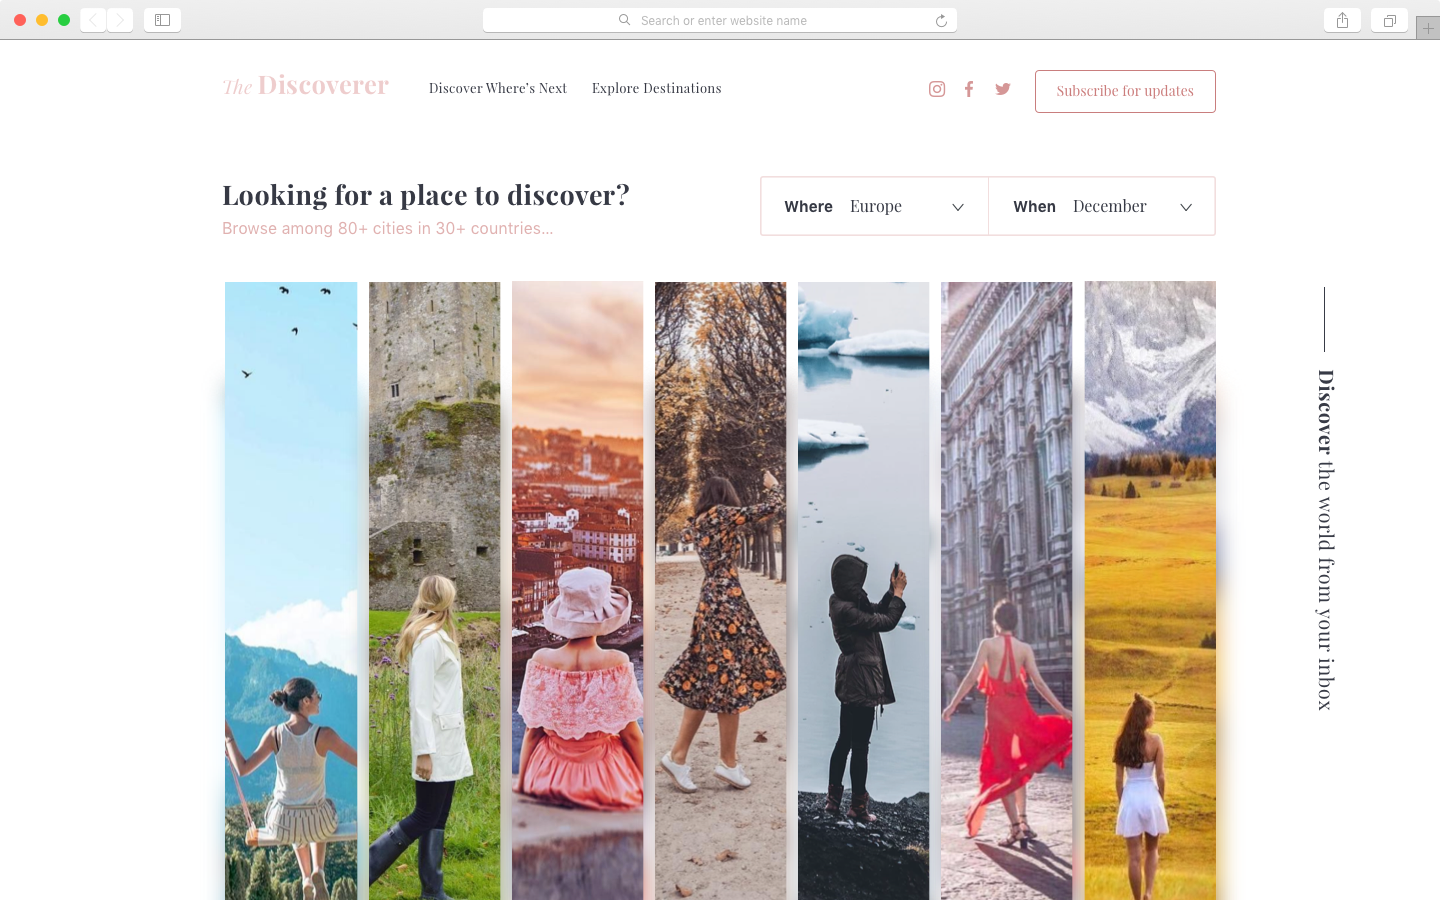 Search or enter website name
The Discoverer
Discover Where's Next
Explore Destinations
Subscribe for updates
Looking for a place to discover?
Browse among 80+ cities in 30+ countries...
Where Europe
When December
Discover the world from your inbox